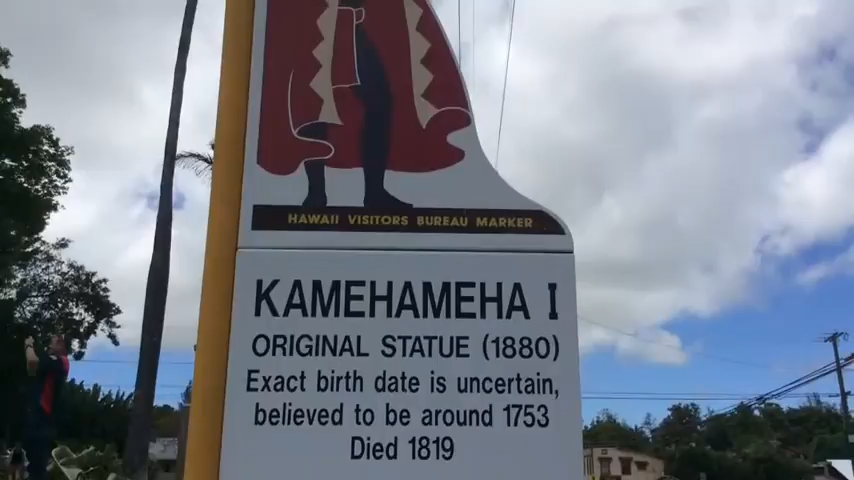 HAWAII VISITORS BUREAU MARKER
KAMEHAMEHA I
ORIGINAL STATUE (1880)
Exact birth date is uncertain,
believed to be around 1753
Died 1819